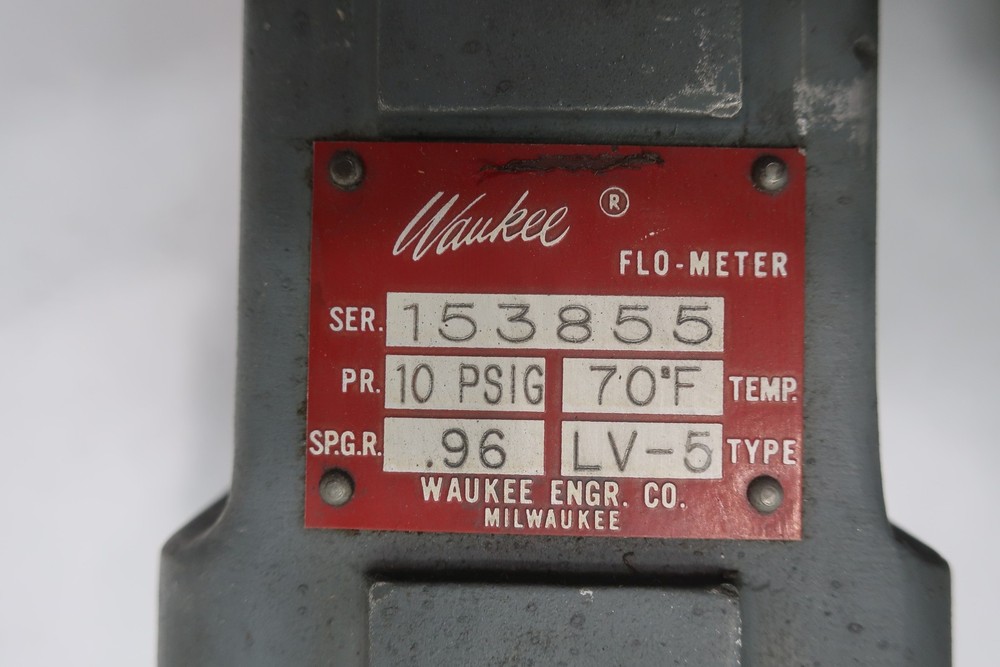 Waukee ®
FLO-METER
SER. 153855
PR. 10 PSIG 70°F TEMP.
SP.G.R. .96 LV-5 TYPE
WAUKEE ENGR. CO.
MILWAUKEE